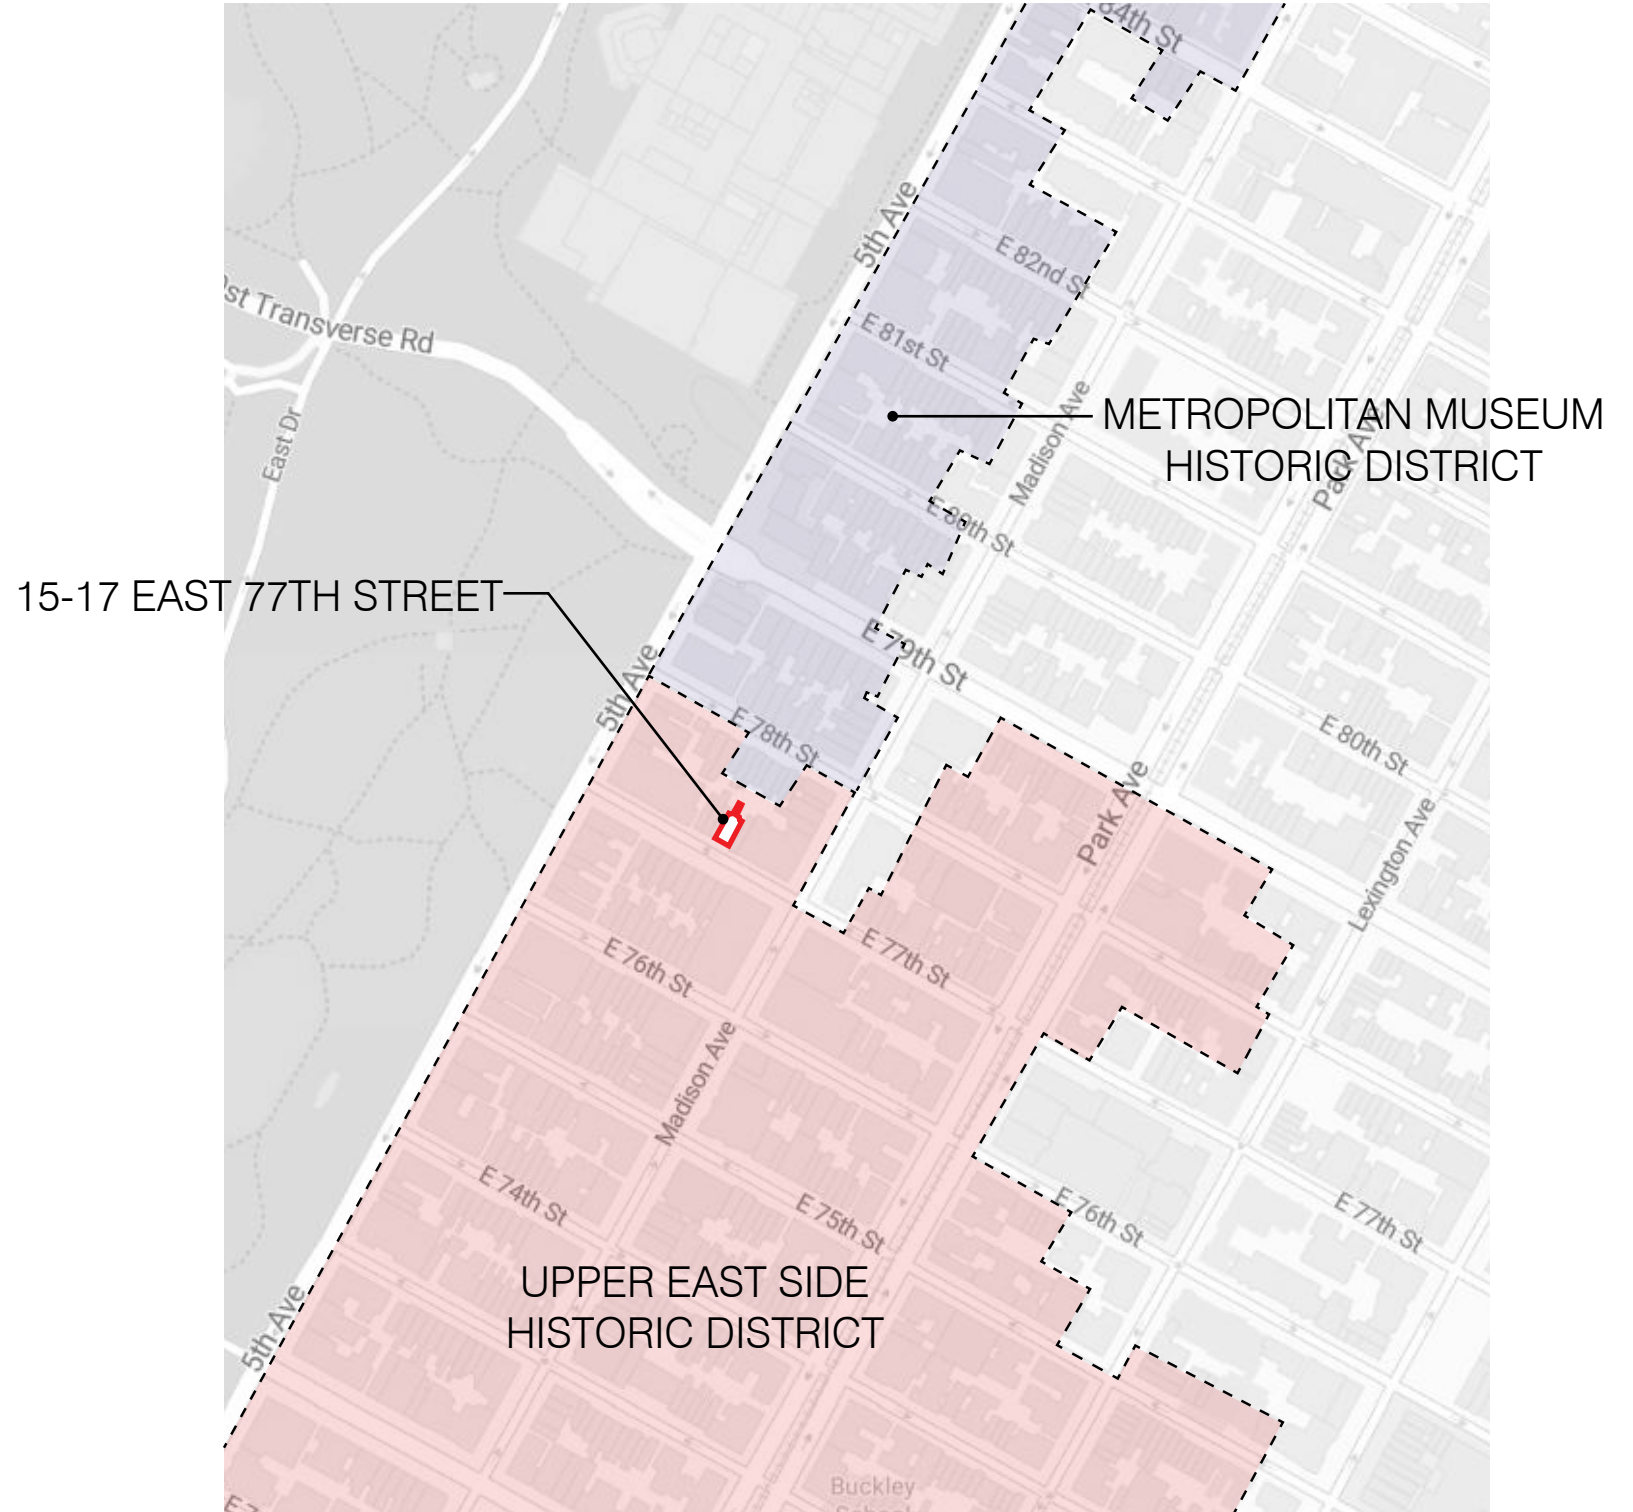 84th St
5th Ave
E 82nd St
st Transverse Rd
E 81st St
East Dr
Madison Ave
METROPOLITAN MUSEUM
HISTORIC DISTRICT
Park Ave
E 80th St
15-17 EAST 77TH STREET
E 79th St
5th Ave
E 78th St
E 80th St
Park Ave
Lexington Ave
E 77th St
E 76th St
Madison Ave
E 74th St
E 75th St
E 76th St
E 77th St
UPPER EAST SIDE
HISTORIC DISTRICT
5th Ave
Buckley
School